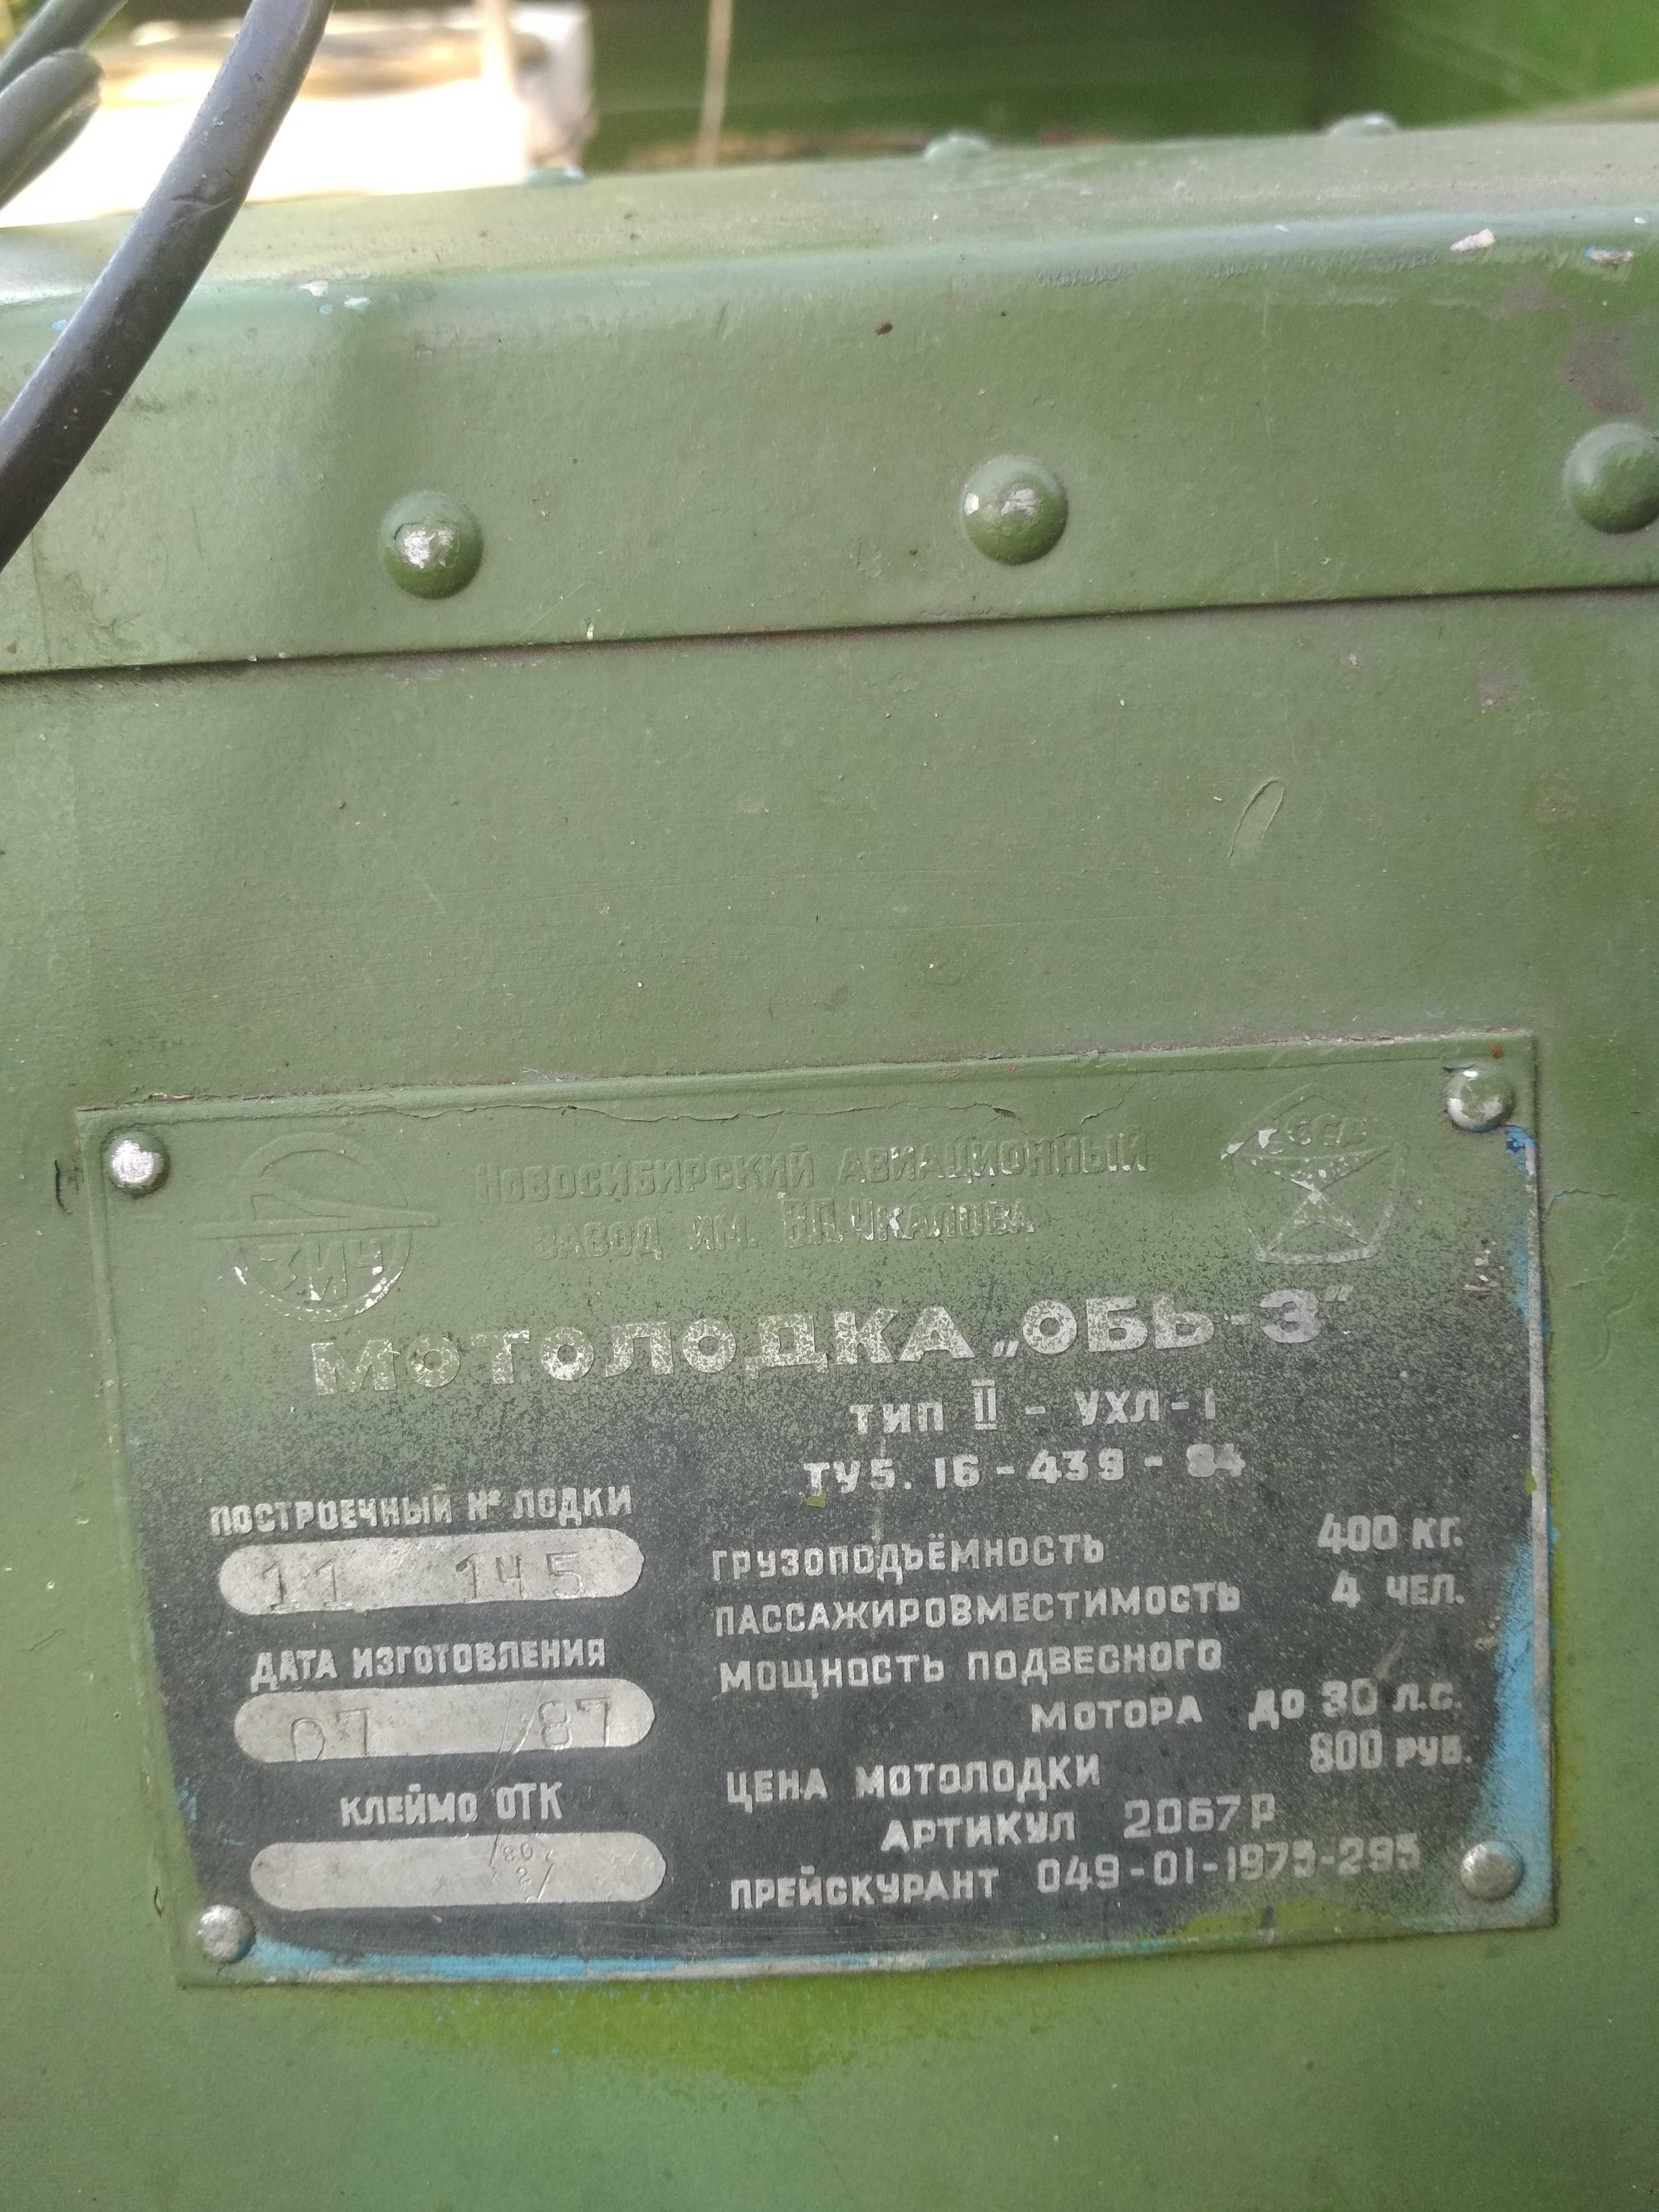 НОВОСИБИРСКИЙ АВИАЦИОННЫЙ
ЗАВОД ИМ. В.П. ЧКАЛОВА
ЗИЧ
СССР
МОТОЛОДКА „ОБЬ-3"
ТИП II - УХЛ-1
ТУ5. 16 - 439 - 84
ПОСТРОЕЧНЫЙ № ЛОДКИ
11 145
ДАТА ИЗГОТОВЛЕНИЯ
07 87
КЛЕЙМО ОТК
ГРУЗОПОДЪЁМНОСТЬ 400 КГ.
ПАССАЖИРОВМЕСТИМОСТЬ 4 ЧЕЛ.
МОЩНОСТЬ ПОДВЕСНОГО
МОТОРА ДО 30 Л.С.
ЦЕНА МОТОЛОДКИ 800 РУБ.
АРТИКУЛ 2067Р
ПРЕЙСКУРАНТ 049-01-1975-295